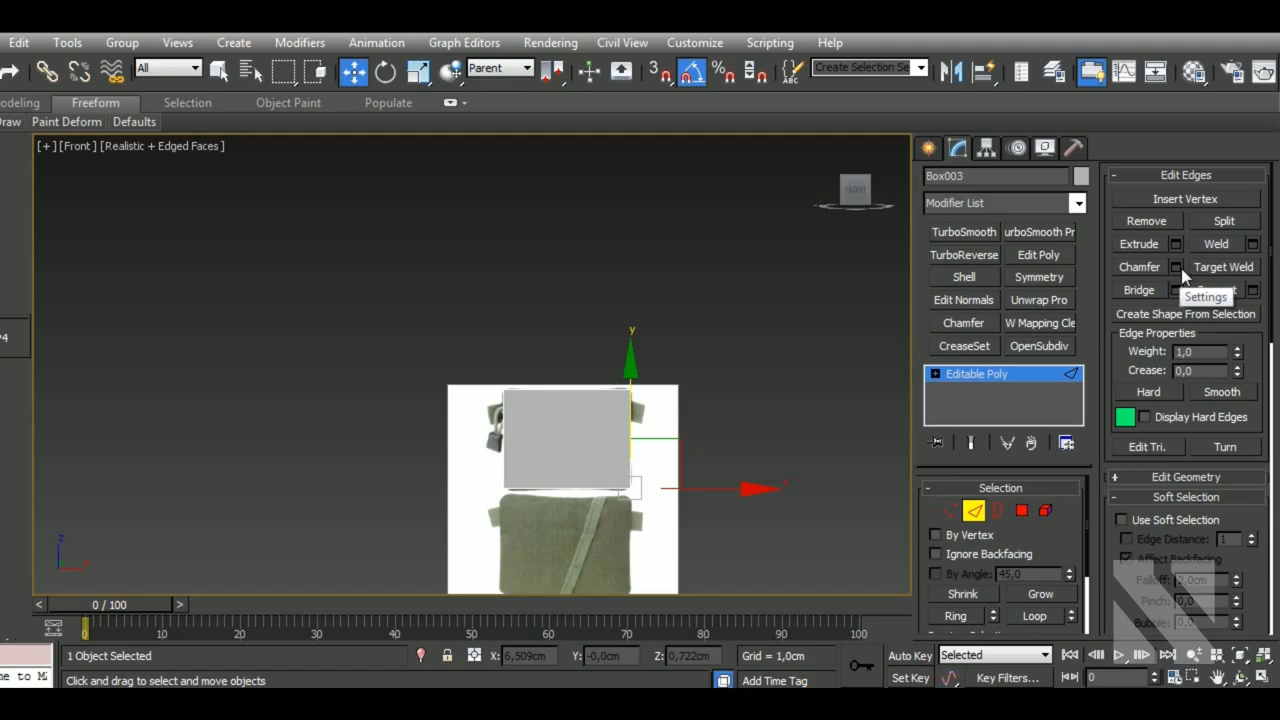 Edit Tools Group Views Create Modifiers Animation Graph Editors Rendering Civil View Customize Scripting Help
All Parent Create Selection Se
odeling Freeform Selection Object Paint Populate
raw Paint Deform Defaults
[+] [Front ] [Realistic + Edged Faces ]
FRONT
y
x
z
x
P4
Box003
Modifier List
TurboSmooth urboSmooth Pr
TurboReverse Edit Poly
Shell Symmetry
Edit Normals Unwrap Pro
Chamfer W Mapping Cle
CreaseSet OpenSubdiv
Editable Poly
Selection
By Vertex
Ignore Backfacing
By Angle: 45,0
Shrink Grow
Ring Loop
Edit Edges
Insert Vertex
Remove Split
Extrude Weld
Chamfer Target Weld
Bridge
Settings
Create Shape From Selection
Edge Properties
Weight: 1,0
Crease: 0,0
Hard Smooth
Display Hard Edges
Edit Tri. Turn
Edit Geometry
Soft Selection
Use Soft Selection
Edge Distance: 1
Affect Backfacing
Falloff: 2,0cm
Pinch: 0,0
Bubble: 0,0
< 0 / 100 >
0 10 20 30 40 50 60 70 80 90 100
1 Object Selected X: 6,509cm Y: -0,0cm Z: 0,722cm Grid = 1,0cm Auto Key Selected
ome to M Click and drag to select and move objects Add Time Tag Set Key Key Filters... 0